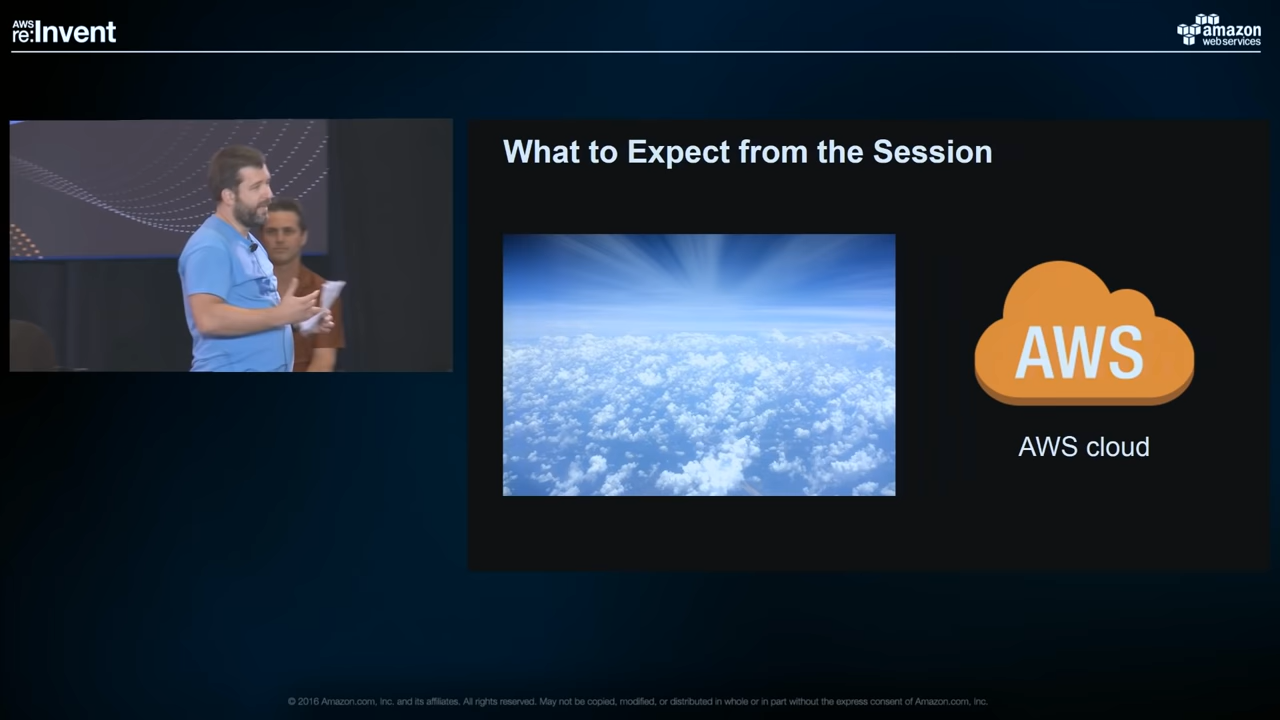 AWS
re:Invent
amazon
web services
What to Expect from the Session
AWS
AWS cloud
© 2016 Amazon.com, Inc. and its affiliates. All rights reserved. May not be copied, modified, or distributed in whole or in part without the express consent of Amazon.com, Inc.